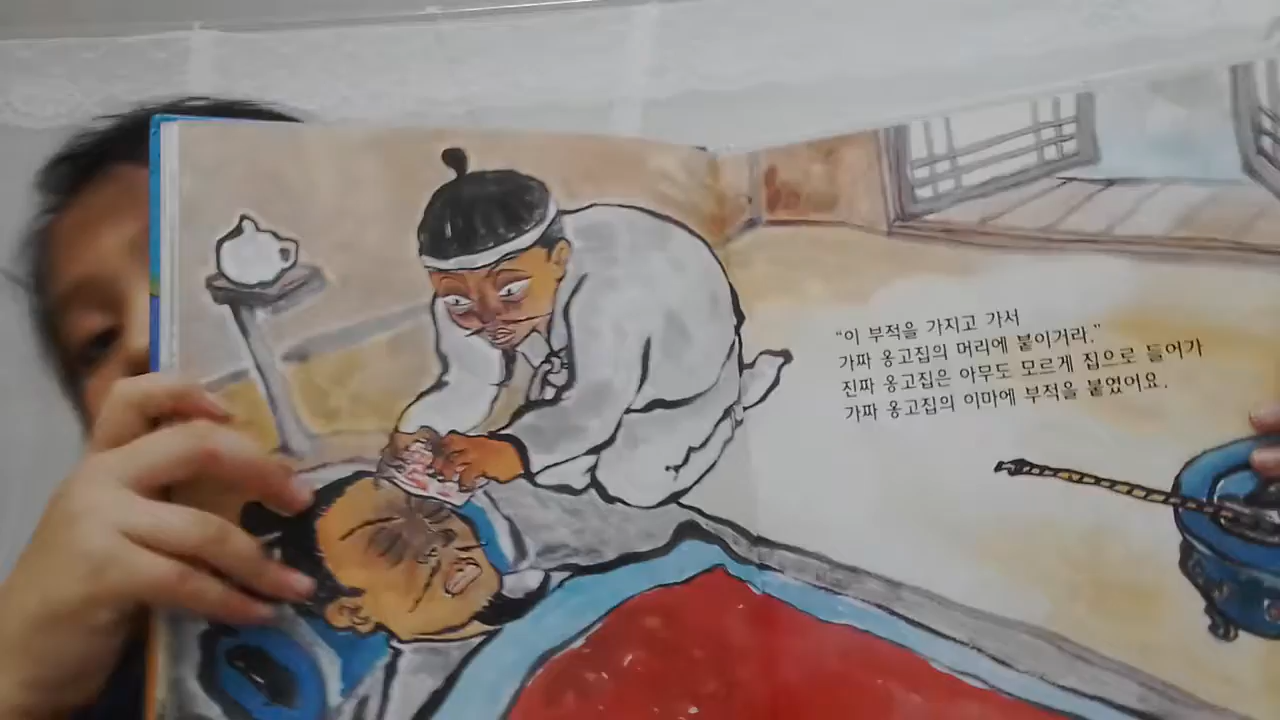 “이 부적을 가지고 가서
가짜 옹고집의 머리에 붙이거라.”
진짜 옹고집은 아무도 모르게 집으로 들어가
가짜 옹고집의 이마에 부적을 붙였어요.